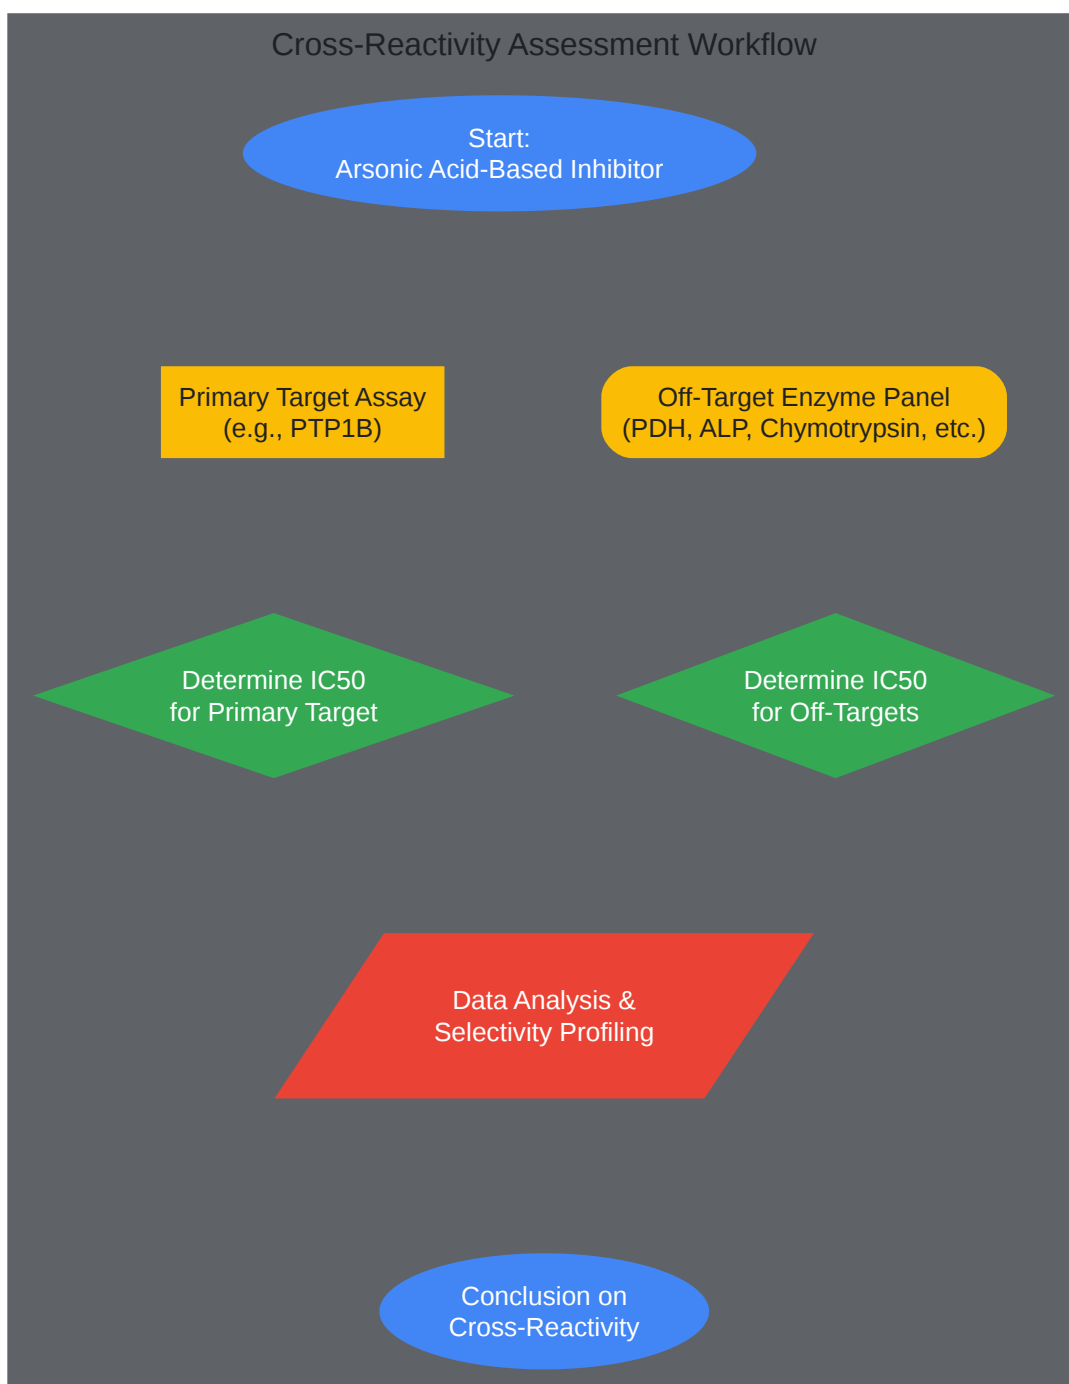 Cross-Reactivity Assessment Workflow
Start:
Arsonic Acid-Based Inhibitor
Primary Target Assay
(e.g., PTP1B)
Off-Target Enzyme Panel
(PDH, ALP, Chymotrypsin, etc.)
Determine IC50
for Primary Target
Determine IC50
for Off-Targets
Data Analysis &
Selectivity Profiling
Conclusion on
Cross-Reactivity